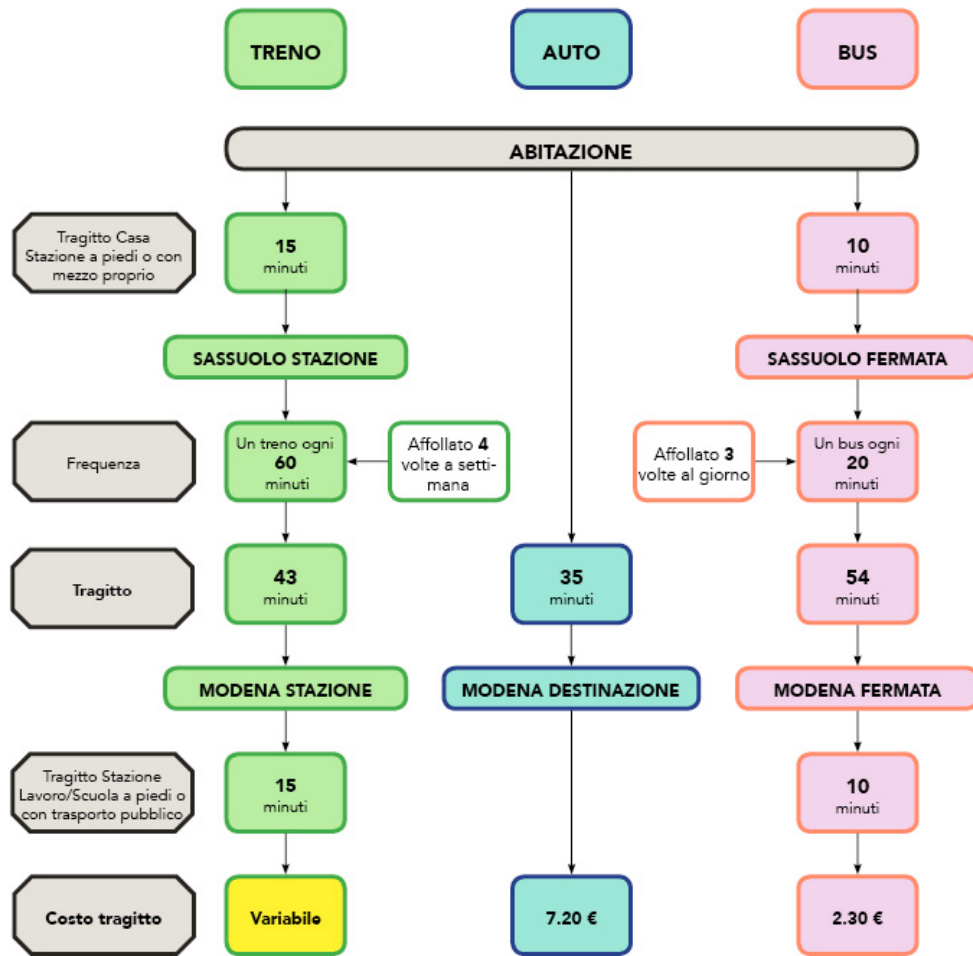 TRENO
AUTO
BUS
ABITAZIONE
Tragitto Casa
Stazione a piedi o con
mezzo proprio
15
minuti
10
minuti
SASSUOLO STAZIONE
SASSUOLO FERMATA
Frequenza
Un treno ogni
60
minuti
Affollato 4
volte a setti-
mana
Affollato 3
volte al giorno
Un bus ogni
20
minuti
Tragitto
43
minuti
35
minuti
54
minuti
MODENA STAZIONE
MODENA DESTINAZIONE
MODENA FERMATA
Tragitto Stazione
Lavoro/Scuola a piedi o
con trasporto pubblico
15
minuti
10
minuti
Costo tragitto
Variabile
7.20 €
2.30 €